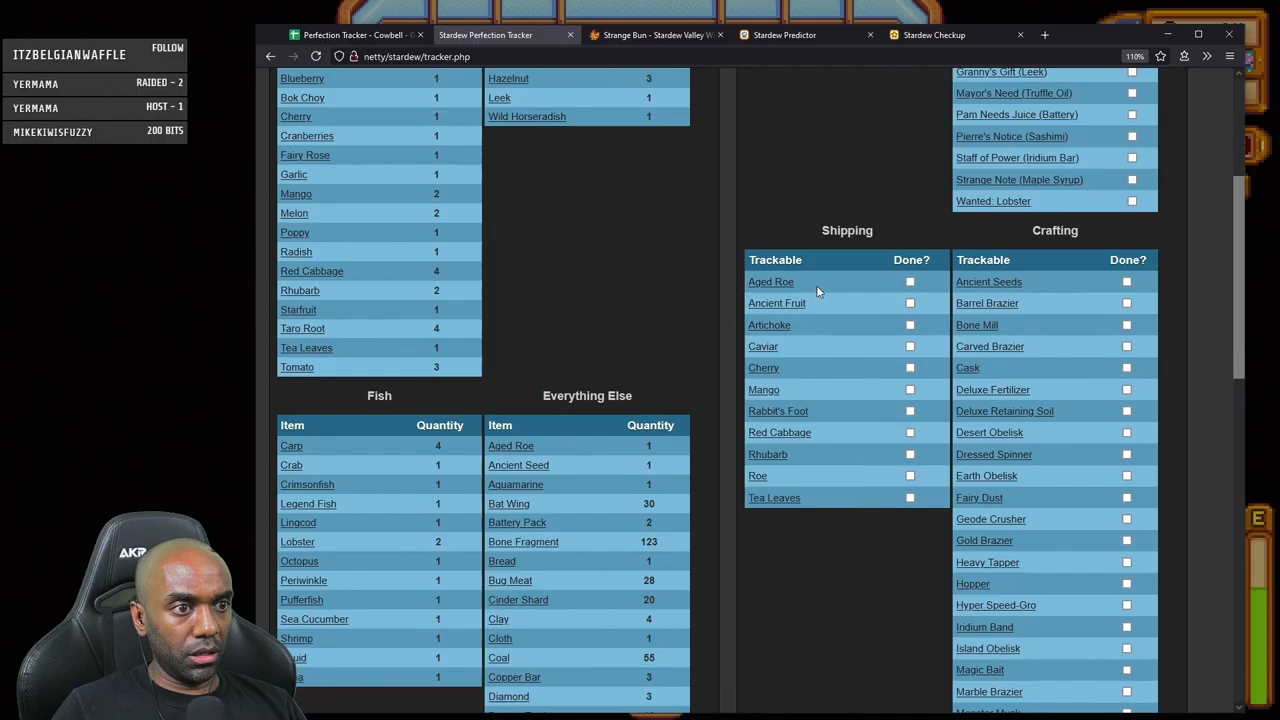 ITZBELGIANWAFFLE FOLLOW
YERMAMA RAIDED - 2
YERMAMA HOST - 1
MIKEKIWISFUZZY 200 BITS
Perfection Tracker - Cowbell - G
Stardew Perfection Tracker
Strange Bun - Stardew Valley W
Stardew Predictor
Stardew Checkup
netty/stardew/tracker.php
110%
Blueberry 1
Bok Choy 1
Cherry 1
Cranberries 1
Fairy Rose 1
Garlic 1
Mango 2
Melon 2
Poppy 1
Radish 1
Red Cabbage 4
Rhubarb 2
Starfruit 1
Taro Root 4
Tea Leaves 1
Tomato 3
Hazelnut 3
Leek 1
Wild Horseradish 1
Fish
Item Quantity
Carp 4
Crab 1
Crimsonfish 1
Legend Fish 1
Lingcod 1
Lobster 2
Octopus 1
Periwinkle 1
Pufferfish 1
Sea Cucumber 1
Shrimp 1
uid 1
a 1
Everything Else
Item Quantity
Aged Roe 1
Ancient Seed 1
Aquamarine 1
Bat Wing 30
Battery Pack 2
Bone Fragment 123
Bread 1
Bug Meat 28
Cinder Shard 20
Clay 4
Cloth 1
Coal 55
Copper Bar 3
Diamond 3
Granny's Gift (Leek)
Mayor's Need (Truffle Oil)
Pam Needs Juice (Battery)
Pierre's Notice (Sashimi)
Staff of Power (Iridium Bar)
Strange Note (Maple Syrup)
Wanted: Lobster
Shipping
Trackable Done?
Aged Roe
Ancient Fruit
Artichoke
Caviar
Cherry
Mango
Rabbit's Foot
Red Cabbage
Rhubarb
Roe
Tea Leaves
Crafting
Trackable Done?
Ancient Seeds
Barrel Brazier
Bone Mill
Carved Brazier
Cask
Deluxe Fertilizer
Deluxe Retaining Soil
Desert Obelisk
Dressed Spinner
Earth Obelisk
Fairy Dust
Geode Crusher
Gold Brazier
Heavy Tapper
Hopper
Hyper Speed-Gro
Iridium Band
Island Obelisk
Magic Bait
Marble Brazier
E
AKR